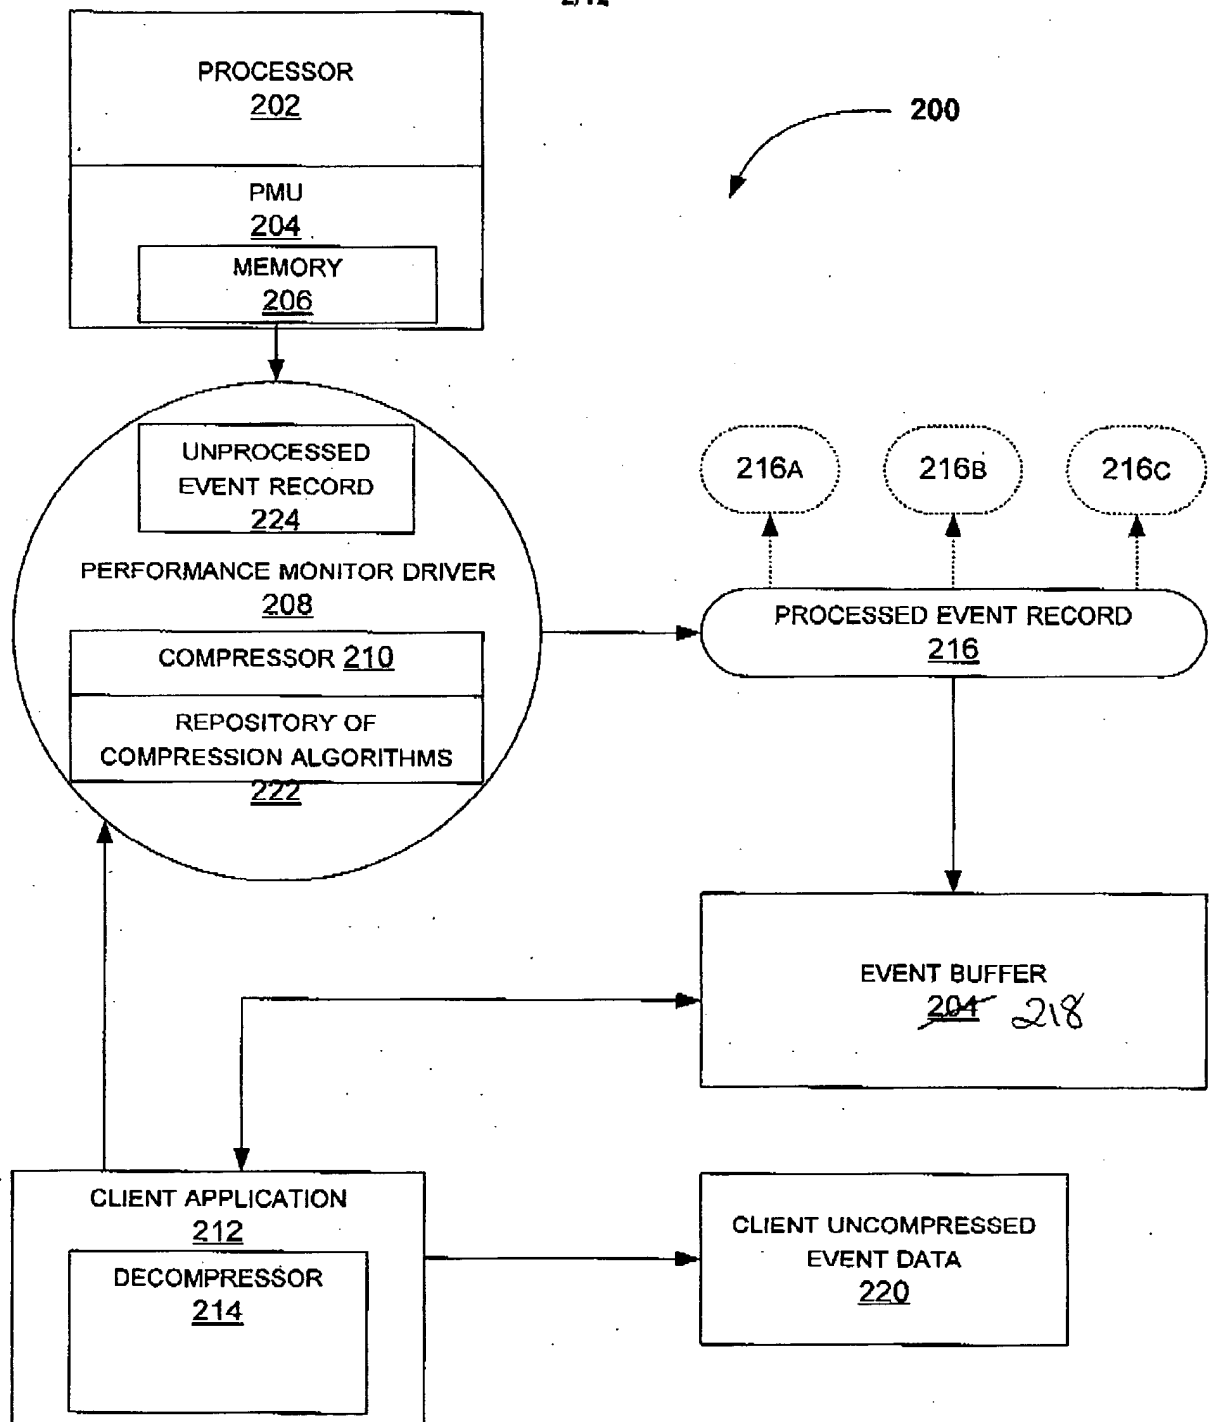 2/12
PROCESSOR
202
200
PMU
204
MEMORY
206
UNPROCESSED
EVENT RECORD
224
PERFORMANCE MONITOR DRIVER
208
COMPRESSOR 210
REPOSITORY OF
COMPRESSION ALGORITHMS
222
216A
216B
216C
PROCESSED EVENT RECORD
216
EVENT BUFFER
204 218
CLIENT APPLICATION
212
DECOMPRESSOR
214
CLIENT UNCOMPRESSED
EVENT DATA
220